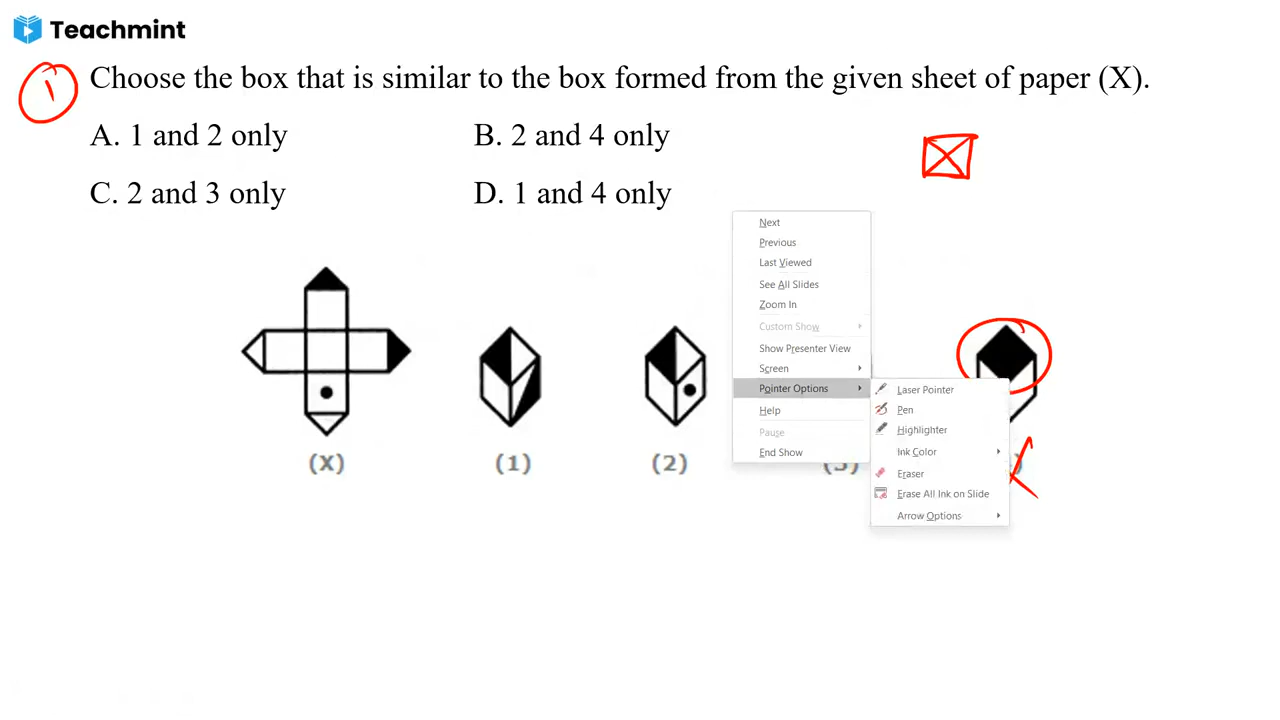 Teachmint
1 Choose the box that is similar to the box formed from the given sheet of paper (X).
A. 1 and 2 only
B. 2 and 4 only
C. 2 and 3 only
D. 1 and 4 only
Next
Previous
Last Viewed
See All Slides
Zoom In
Custom Show
Show Presenter View
Screen
Pointer Options
Help
Pause
End Show
Laser Pointer
Pen
Highlighter
Ink Color
Eraser
Erase All Ink on Slide
Arrow Options
(X)
(1)
(2)